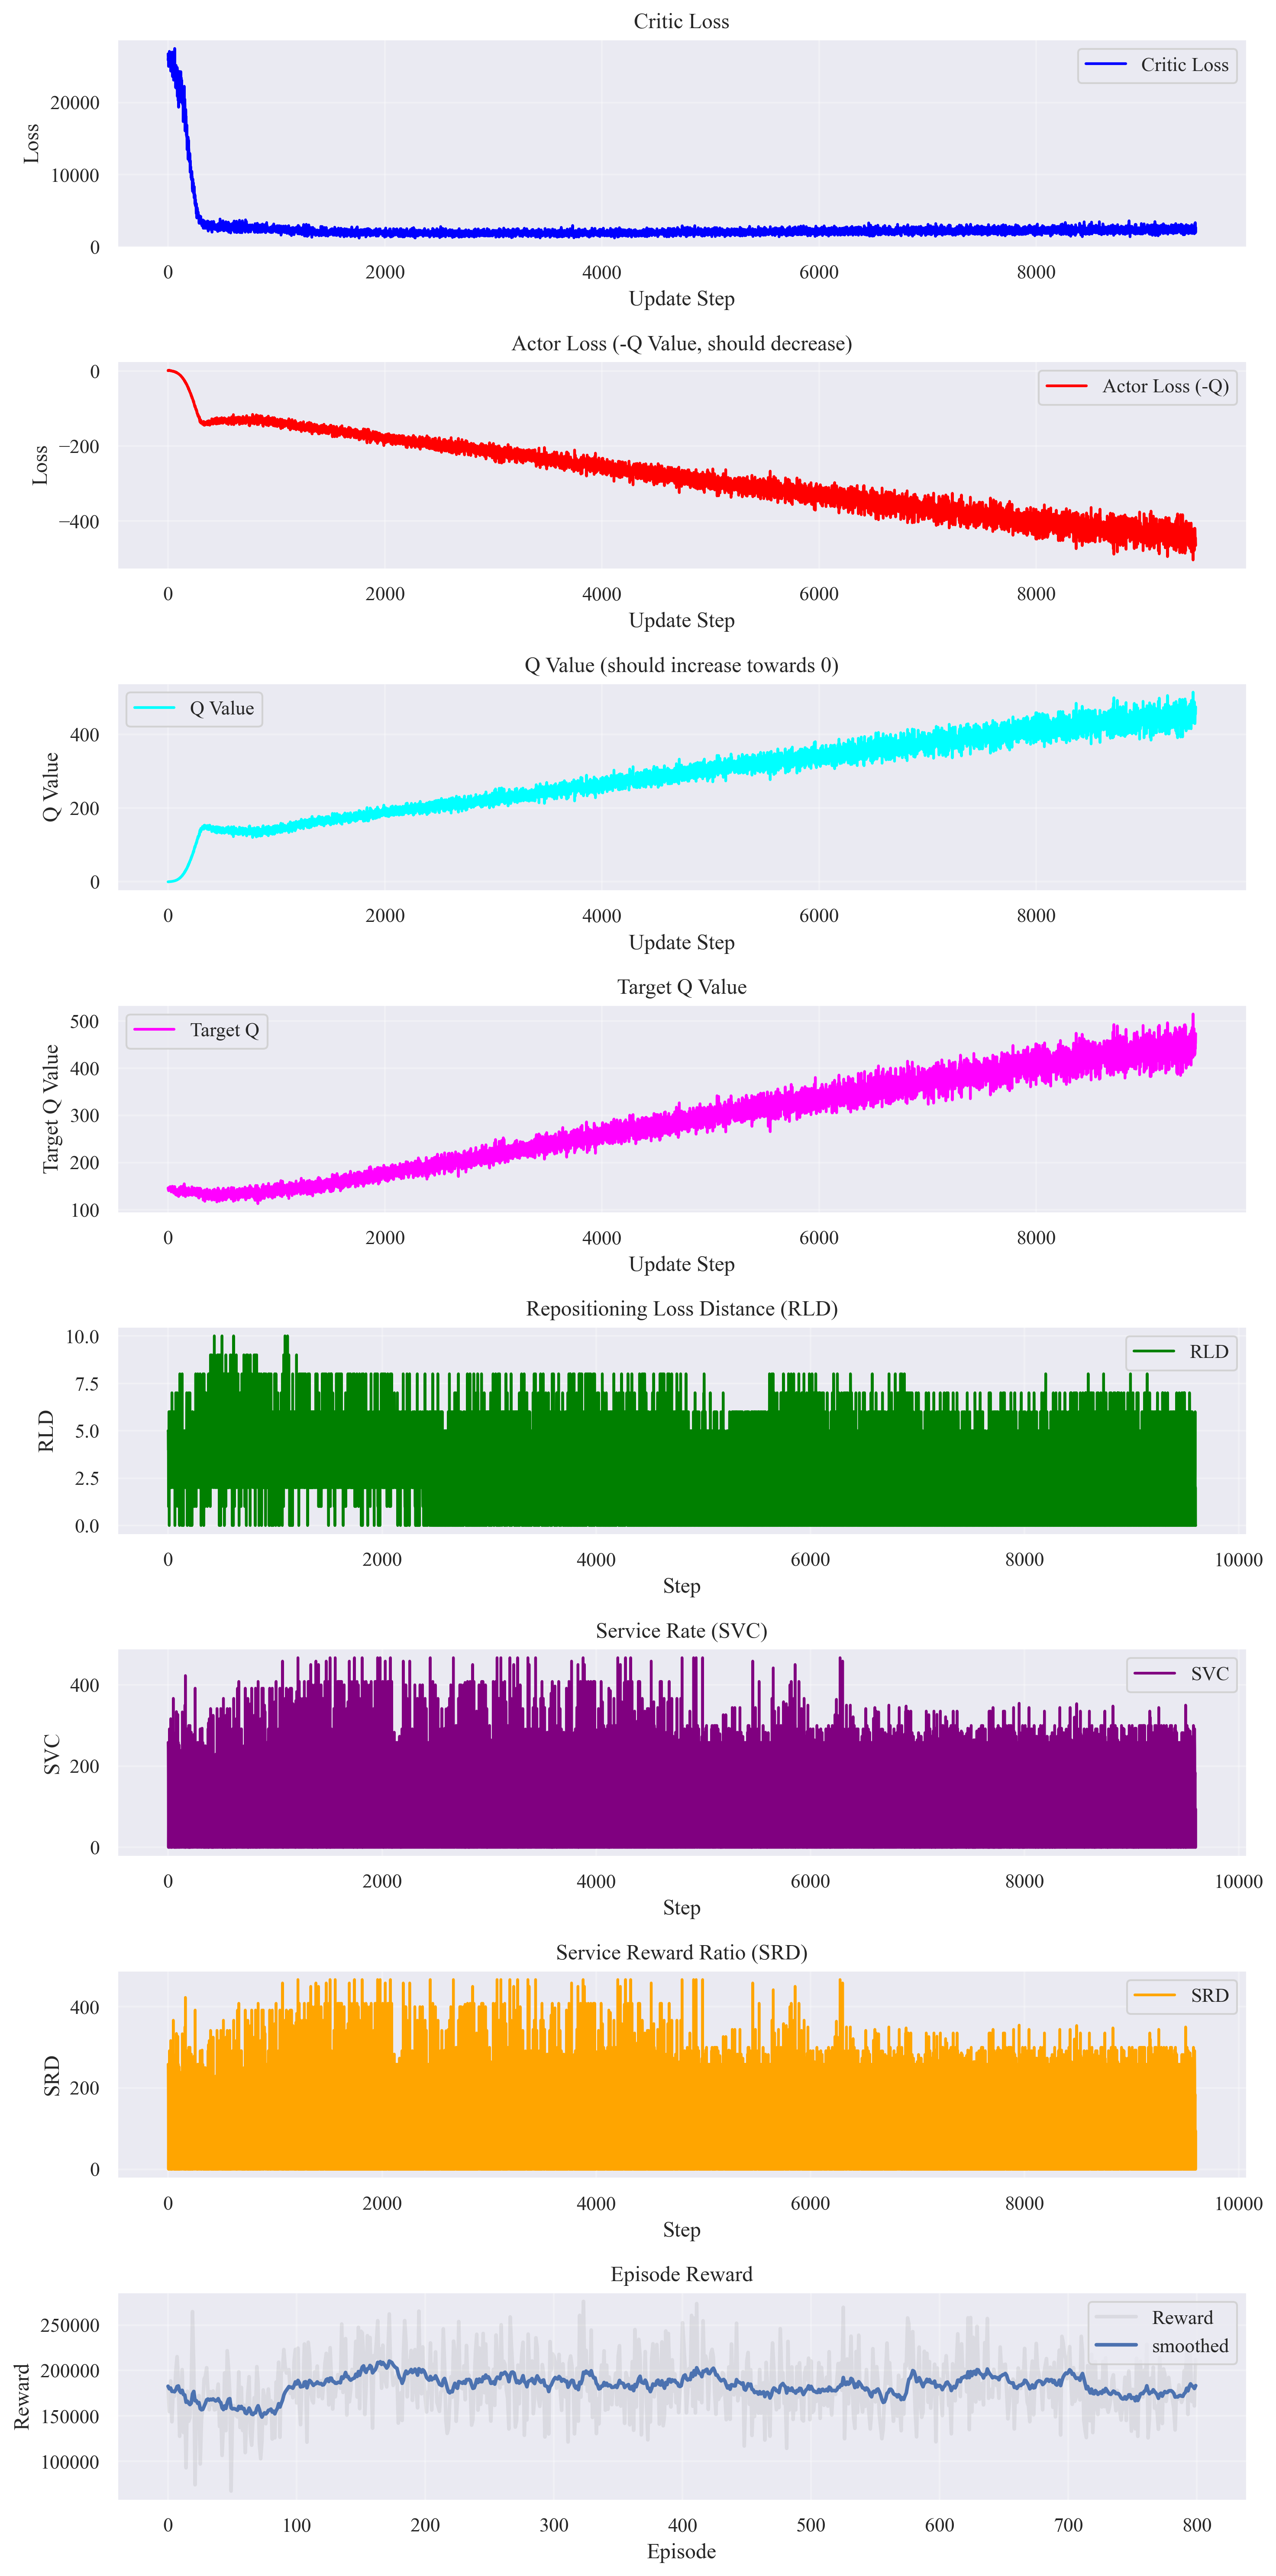 Critic Loss
Critic Loss
20000
10000
0
Loss
0
2000
4000
6000
8000
Update Step
Actor Loss (-Q Value, should decrease)
Actor Loss (-Q)
0
−200
−400
Loss
0
2000
4000
6000
8000
Update Step
Q Value (should increase towards 0)
Q Value
400
200
0
Q Value
0
2000
4000
6000
8000
Update Step
Target Q Value
Target Q
500
400
300
200
100
Target Q Value
0
2000
4000
6000
8000
Update Step
Repositioning Loss Distance (RLD)
RLD
10.0
7.5
5.0
2.5
0.0
RLD
0
2000
4000
6000
8000
10000
Step
Service Rate (SVC)
SVC
400
200
0
SVC
0
2000
4000
6000
8000
10000
Step
Service Reward Ratio (SRD)
SRD
400
200
0
SRD
0
2000
4000
6000
8000
10000
Step
Episode Reward
Reward
smoothed
250000
200000
150000
100000
Reward
0
100
200
300
400
500
600
700
800
Episode